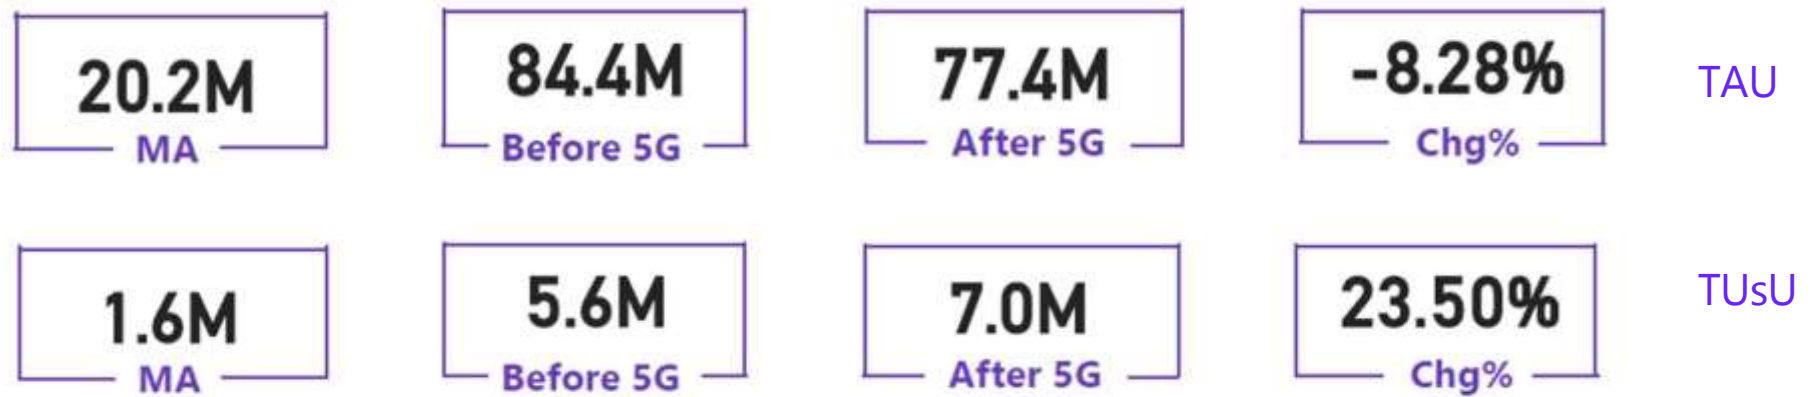 20.2M 84.4M 77.4M -8.28% TAU
MA Before 5G After 5G Chg%
1.6M 5.6M 7.0M 23.50% TUsU
MA Before 5G After 5G Chg%